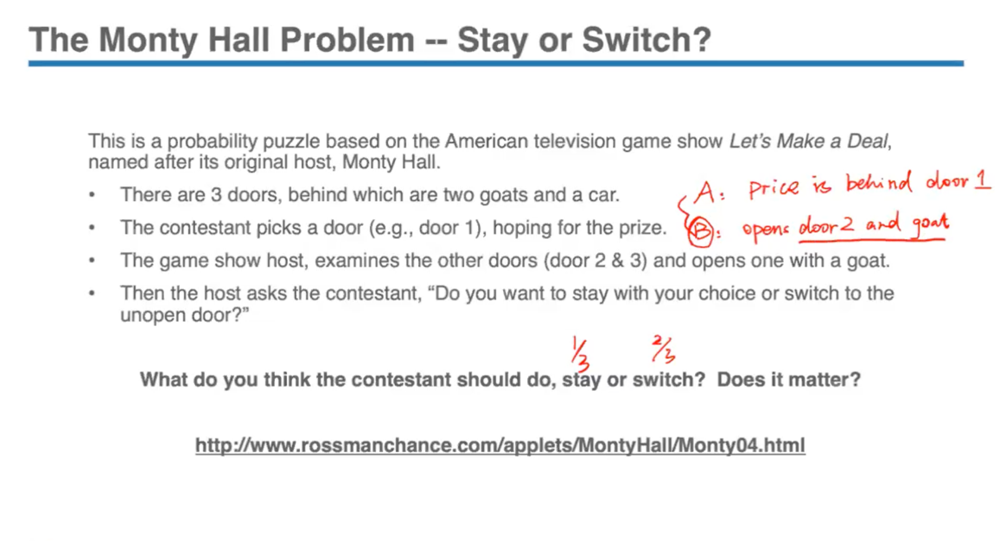 The Monty Hall Problem -- Stay or Switch?
This is a probability puzzle based on the American television game show Let's Make a Deal,
named after its original host, Monty Hall.
• There are 3 doors, behind which are two goats and a car.
A: price is behind door 1
• The contestant picks a door (e.g., door 1), hoping for the prize.
B: opens door 2 and goat
• The game show host, examines the other doors (door 2 & 3) and opens one with a goat.
• Then the host asks the contestant, “Do you want to stay with your choice or switch to the
unopen door?”
1/3 2/3
What do you think the contestant should do, stay or switch? Does it matter?
http://www.rossmanchance.com/applets/MontyHall/Monty04.html